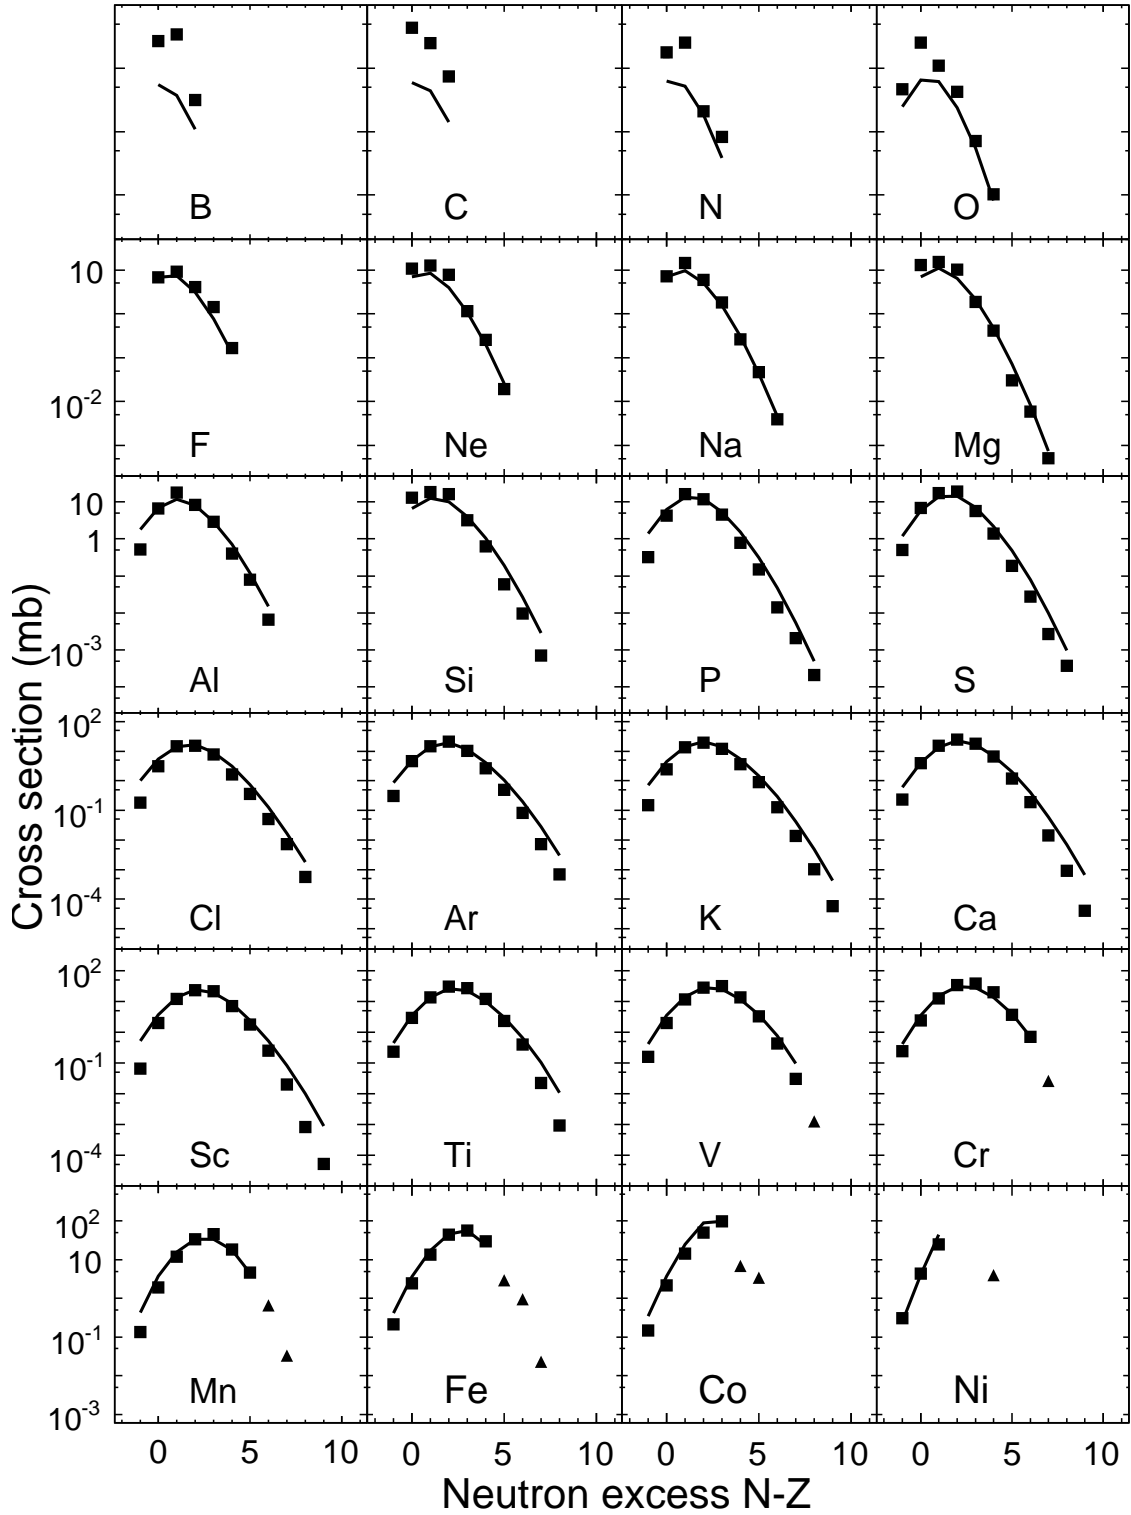 B C N O
10
10-2
F Ne Na Mg
10
1
10-3
Al Si P S
10 2
10-1
10-4
Cl Ar K Ca
10 2
10-1
10-4
Sc Ti V Cr
10 2
10
10-1
10-3
Mn Fe Co Ni
0 5 10 0 5 10 0 5 10 0 5 10
Neutron excess N-Z
Cross section (mb)